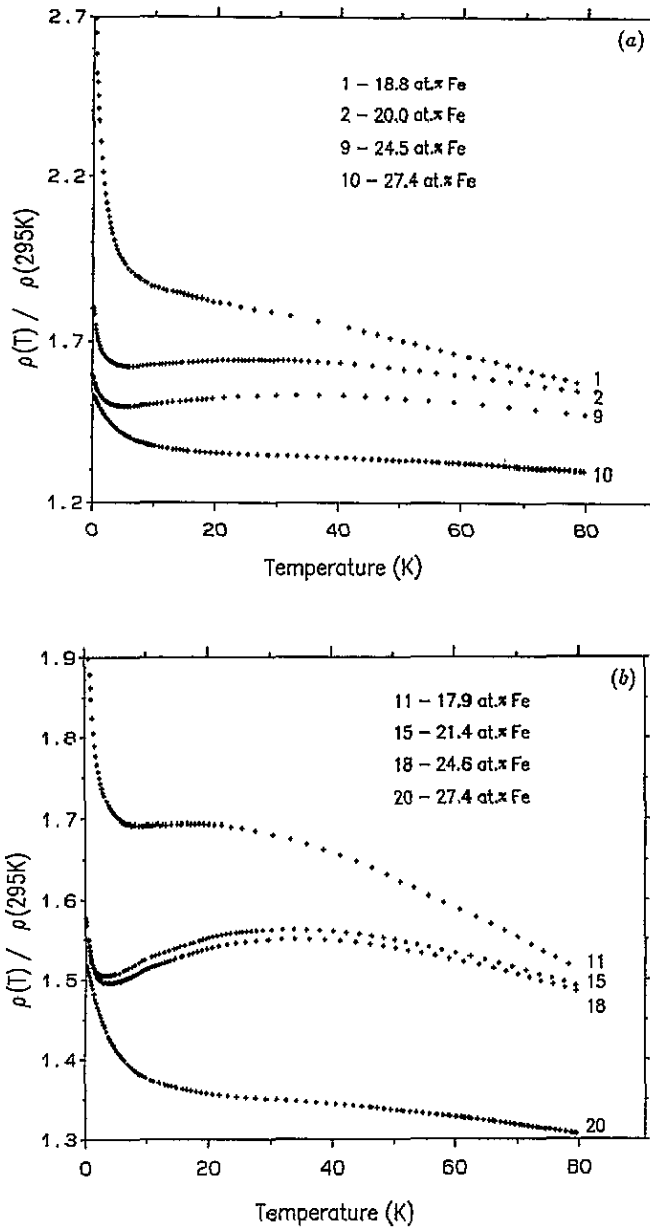 (a)
2.7
2.2
1.7
1.2
ρ(T) / ρ(295K)
1 – 18.8 at.% Fe
2 – 20.0 at.% Fe
9 – 24.5 at.% Fe
10 – 27.4 at.% Fe
1
2
9
10
0 20 40 60 80
Temperature (K)
(b)
1.9
1.8
1.7
1.6
1.5
1.4
1.3
ρ(T) / ρ(295K)
11 – 17.9 at.% Fe
15 – 21.4 at.% Fe
18 – 24.6 at.% Fe
20 – 27.4 at.% Fe
11
15
18
20
0 20 40 60 80
Temperature (K)